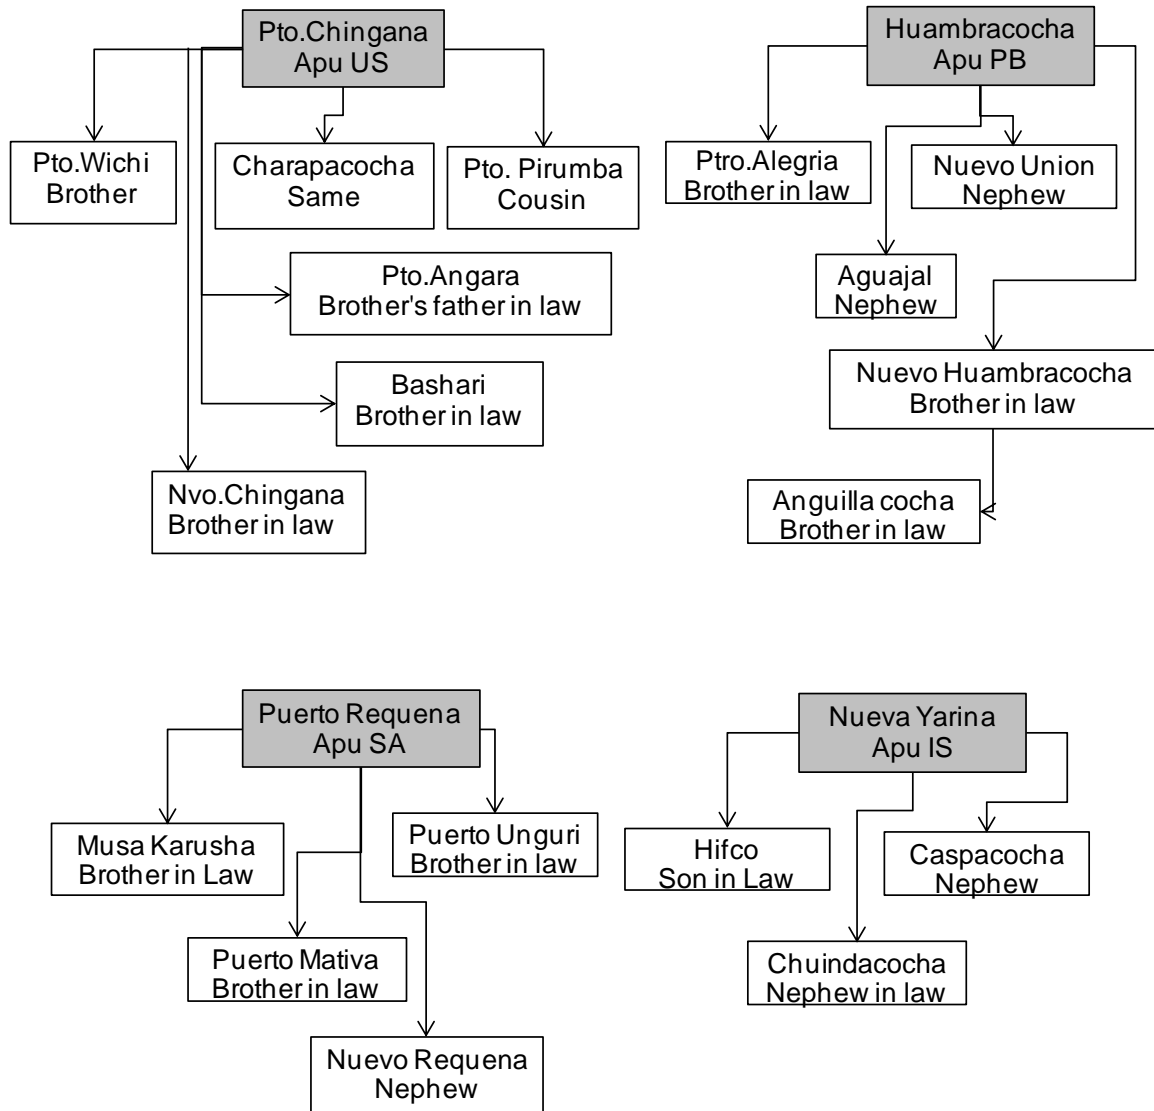 Pto.Chingana
Apu US
Pto.Wichi
Brother
Charapacocha
Same
Pto. Pirumba
Cousin
Pto.Angara
Brother's father in law
Bashari
Brother in law
Nvo.Chingana
Brother in law
Huambracocha
Apu PB
Ptro.Alegria
Brother in law
Nuevo Union
Nephew
Aguajal
Nephew
Nuevo Huambracocha
Brother in law
Anguilla cocha
Brother in law
Puerto Requena
Apu SA
Musa Karusha
Brother in Law
Puerto Unguri
Brother in law
Puerto Mativa
Brother in law
Nuevo Requena
Nephew
Nueva Yarina
Apu IS
Hifco
Son in Law
Caspacocha
Nephew
Chuindacocha
Nephew in law